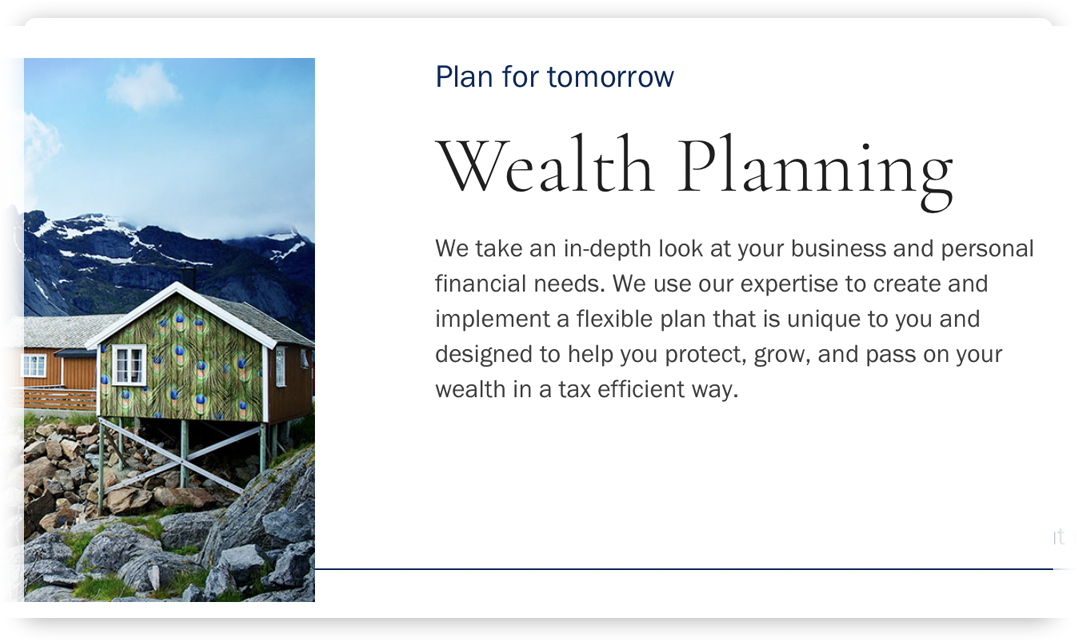 Plan for tomorrow
Wealth Planning
We take an in-depth look at your business and personal
financial needs. We use our expertise to create and
implement a flexible plan that is unique to you and
designed to help you protect, grow, and pass on your
wealth in a tax efficient way.